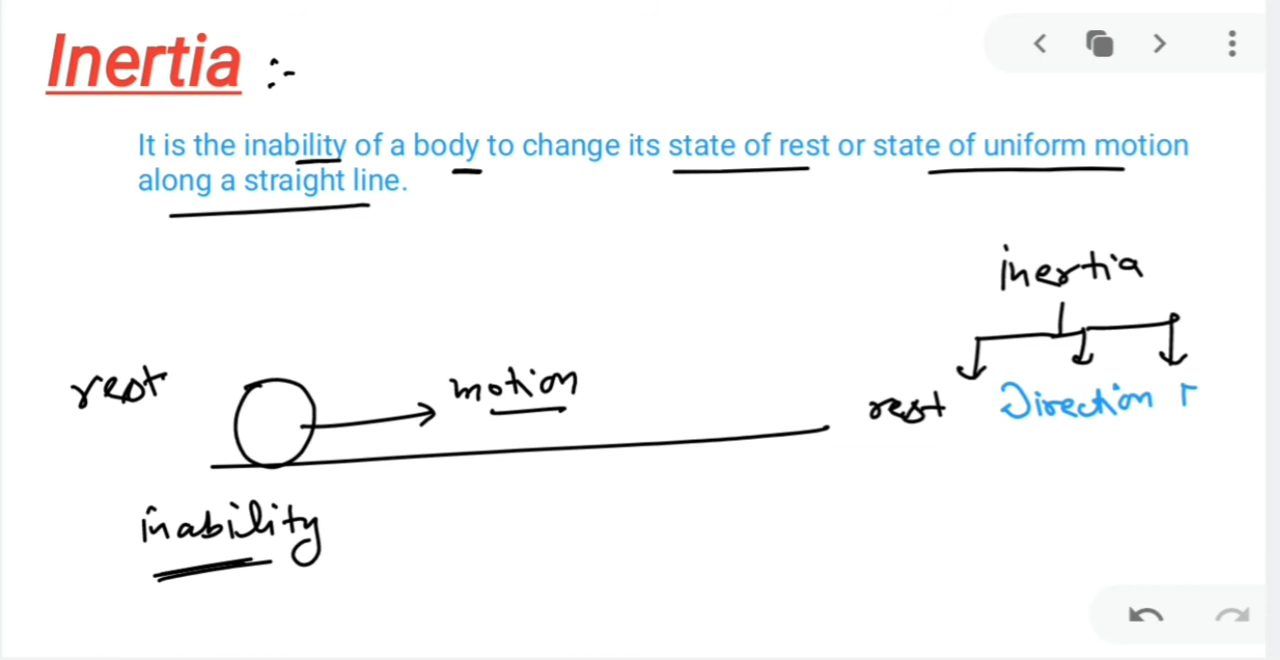 Inertia :-
It is the inability of a body to change its state of rest or state of uniform motion
along a straight line.
inertia
rest
motion
rest Direction
inability